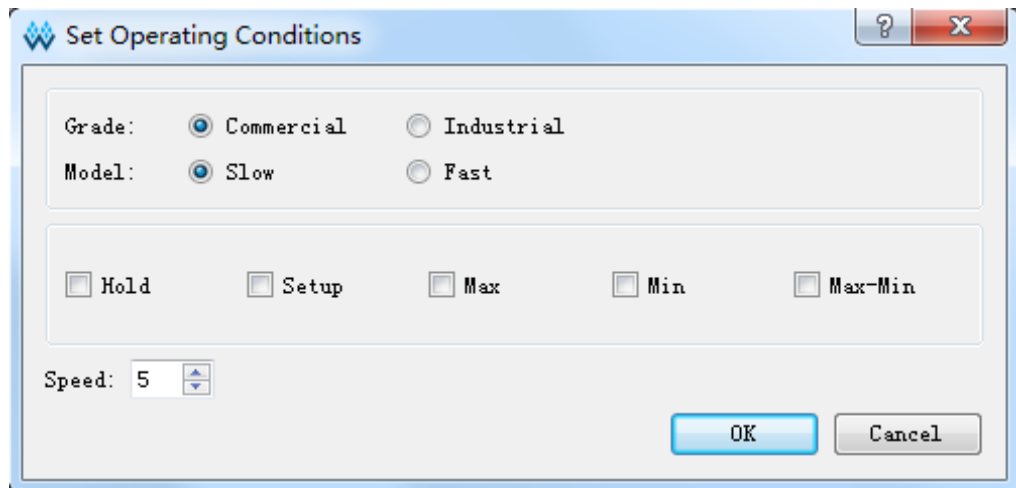 Set Operating Conditions
Grade: Commercial Industrial
Model: Slow Fast
Hold Setup Max Min Max-Min
Speed: 5
OK Cancel